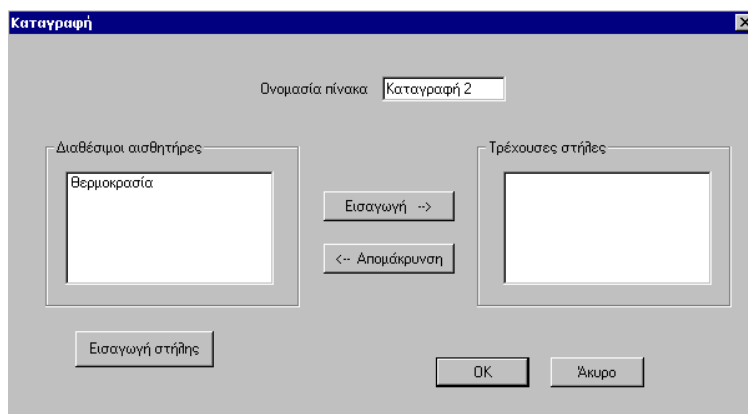 Καταγραφή
Ονομασία πίνακα Καταγραφή 2
Διαθέσιμοι αισθητήρες
Τρέχουσες στήλες
Θερμοκρασία
Εισαγωγή -->
<-- Απομάκρυνση
Εισαγωγή στήλης
OK
Άκυρο